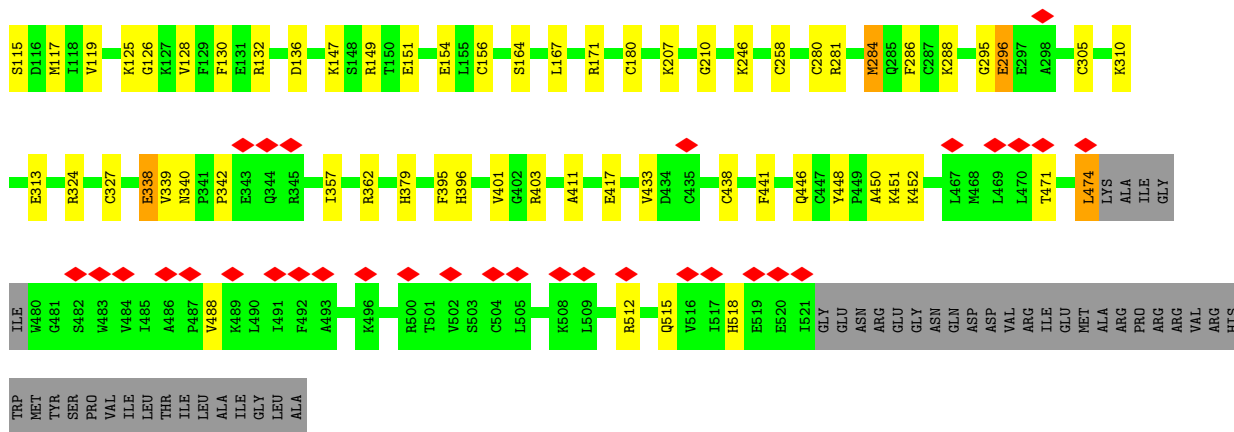 S115 D116 M117 I118 V119 K125 G126 K127 V128 F129 F130 E131 R132 D136 K147 S148 R149 T150 E151 E154 L155 C156 S164 L167 R171 C180 K207 G210 K246 C258 C280 R281 M284 Q285 F286 C287 K288 G295 E296 E297 A298 C305 K310
E313 R324 C327 E338 V339 N340 P341 P342 E343 Q344 R345 I357 R362 H379 F395 H396 V401 G402 R403 A411 E417 V433 D434 C435 C438 F441 Q446 C447 Y448 P449 A450 K451 K452 L467 M468 L469 L470 T471 L474 LYS ALA ILE GLY
ILE W480 G481 S482 W483 V484 I485 A486 P487 V488 K489 L490 I491 F492 A493 K496 R500 T501 V502 S503 C504 L505 K508 L509 R512 Q515 V516 I517 H518 E519 E520 I521 GLY GLU ASN ARG GLU GLY ASN GLN ASP ASP VAL ARG ILE GLU MET ALA ARG PRO ARG ARG VAL ARG HIS
TRP MET TYR SER PRO VAL ILE LEU THR ILE LEU ALA ILE GLY LEU ALA